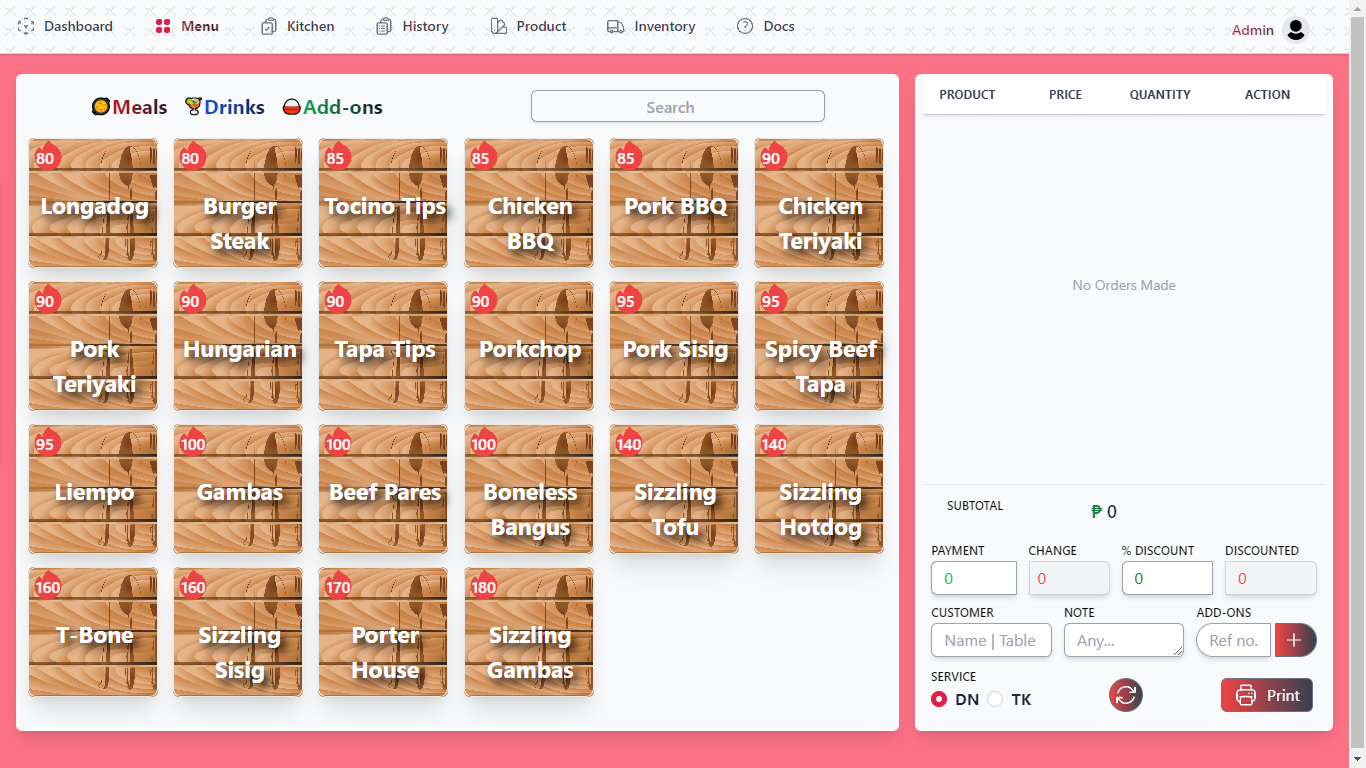 Dashboard Menu Kitchen History Product Inventory Docs Admin
Meals Drinks Add-ons Search
80 80 85 85 85 90
Longadog Burger Steak Tocino Tips Chicken BBQ Pork BBQ Chicken Teriyaki
90 90 90 90 95 95
Pork Teriyaki Hungarian Tapa Tips Porkchop Pork Sisig Spicy Beef Tapa
95 100 100 100 140 140
Liempo Gambas Beef Pares Boneless Bangus Sizzling Tofu Sizzling Hotdog
160 160 170 180
T-Bone Sizzling Sisig Porter House Sizzling Gambas
PRODUCT PRICE QUANTITY ACTION
No Orders Made
SUBTOTAL ₱ 0
PAYMENT CHANGE % DISCOUNT DISCOUNTED
0 0 0 0
CUSTOMER NOTE ADD-ONS
Name | Table Any... Ref no. +
SERVICE
DN TK Print